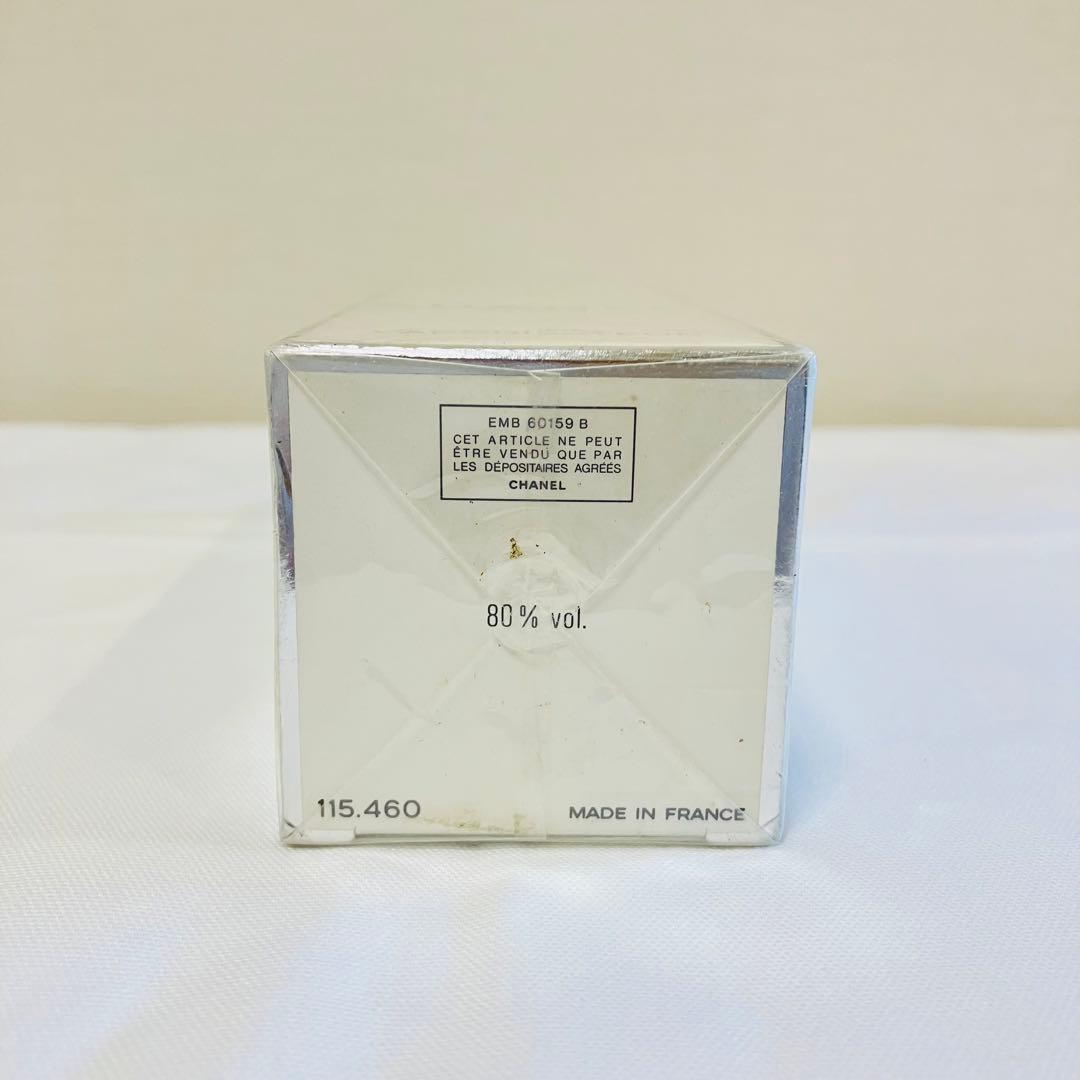 EMB 60159 B
CET ARTICLE NE PEUT
ÊTRE VENDU QUE PAR
LES DÉPOSITAIRES AGRÉÉS
CHANEL
80% vol.
115.460
MADE IN FRANCE